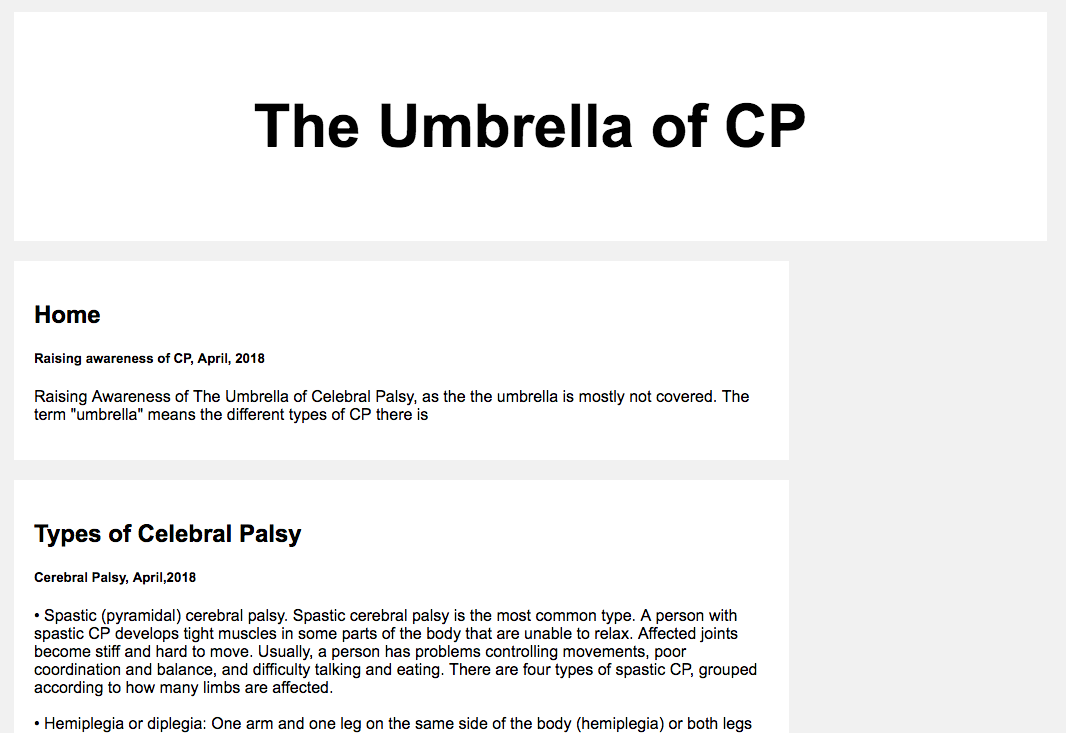 The Umbrella of CP
Home
Raising awareness of CP, April, 2018
Raising Awareness of The Umbrella of Celebral Palsy, as the the umbrella is mostly not covered. The
term "umbrella" means the different types of CP there is
Types of Celebral Palsy
Cerebral Palsy, April,2018
• Spastic (pyramidal) cerebral palsy. Spastic cerebral palsy is the most common type. A person with
spastic CP develops tight muscles in some parts of the body that are unable to relax. Affected joints
become stiff and hard to move. Usually, a person has problems controlling movements, poor
coordination and balance, and difficulty talking and eating. There are four types of spastic CP, grouped
according to how many limbs are affected.
• Hemiplegia or diplegia: One arm and one leg on the same side of the body (hemiplegia) or both legs